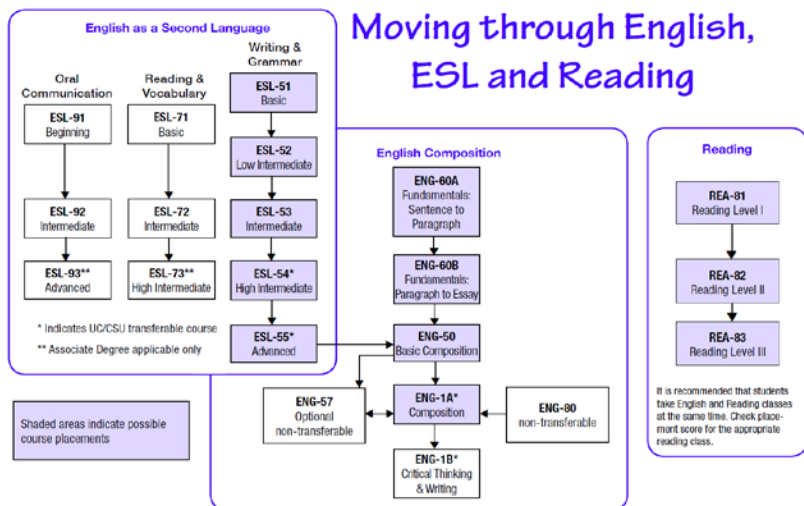 Moving through English,
ESL and Reading
English as a Second Language
Oral
Communication
Reading &
Vocabulary
Writing &
Grammar
ESL-91
Beginning
ESL-92
Intermediate
ESL-93**
Advanced
ESL-71
Basic
ESL-72
Intermediate
ESL-73**
High Intermediate
ESL-51
Basic
ESL-52
Low Intermediate
ESL-53
Intermediate
ESL-54*
High Intermediate
ESL-55*
Advanced
* Indicates UC/CSU transferable course
** Associate Degree applicable only
Shaded areas indicate possible
course placements
English Composition
ENG-60A
Fundamentals:
Sentence to
Paragraph
ENG-60B
Fundamentals:
Paragraph to Essay
ENG-50
Basic Composition
ENG-57
Optional
non-transferable
ENG-1A*
Composition
ENG-80
non-transferable
ENG-1B*
Critical Thinking
& Writing
Reading
REA-81
Reading Level I
REA-82
Reading Level II
REA-83
Reading Level III
It is recommended that students
take English and Reading classes
at the same time. Check place-
ment score for the appropriate
reading class.